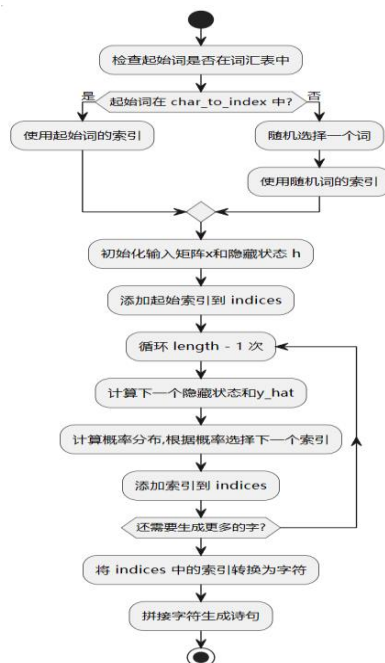 检查起始词是否在词汇表中
是
起始词在 char_to_index 中?
否
使用起始词的索引
随机选择一个词
使用随机词的索引
初始化输入矩阵x和隐藏状态 h
添加起始索引到 indices
循环 length - 1 次
计算下一个隐藏状态和y_hat
计算概率分布,根据概率选择下一个索引
添加索引到 indices
还需要生成更多的字?
将 indices 中的索引转换为字符
拼接字符生成诗句